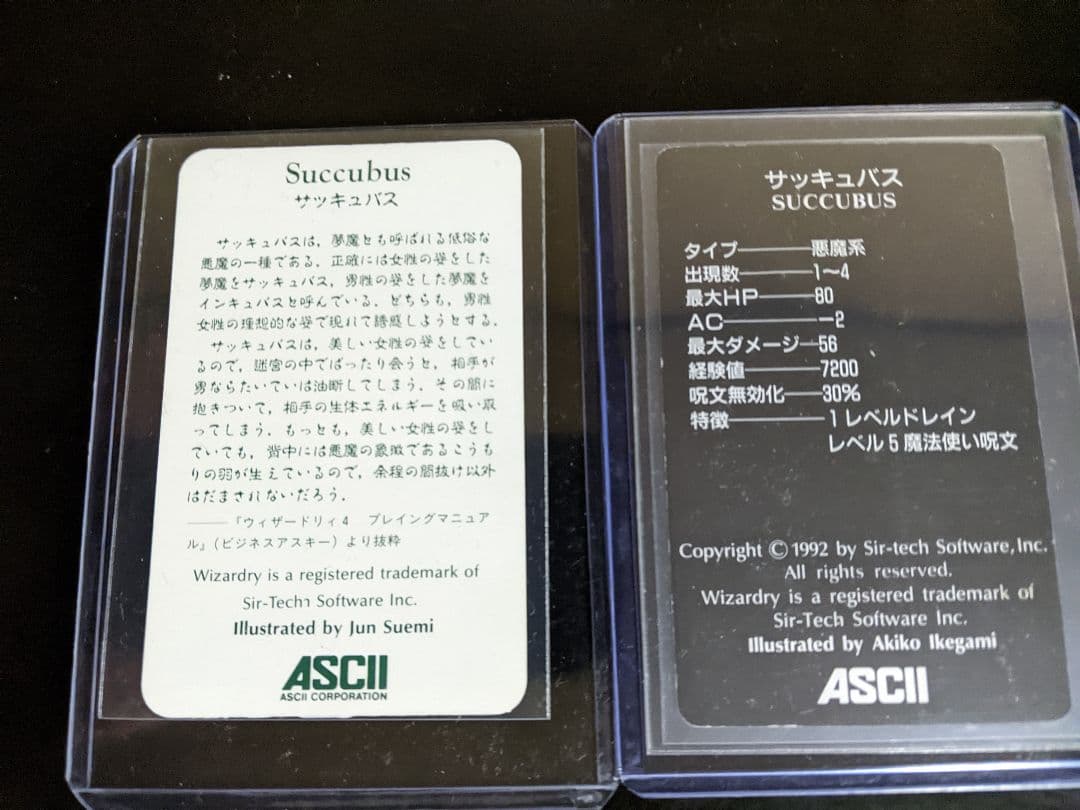 Succubus
サッキュバス
サッキュバスは，夢魔とも呼ばれる低俗な
悪魔の一種である．正確には女性の姿をした
夢魔をサッキュバス，男性の姿をした夢魔を
インキュバスと呼んでいる．どちらも，男性
女性の理想的な姿で現れて誘惑しようとする．
サッキュバスは，美しい女性の姿をしてい
るので，迷宮の中でばったり会うと，相手が
男ならたいていは油断してしまう．その間に
抱きついて，相手の生体エネルギーを吸い取
ってしまう．もっとも，美しい女性の姿をし
ていても，背中には悪魔の象徴であるこうも
りの羽が生えているので，余程の間抜け以外
はだまされないだろう．
——『ウィザードリィ4 プレイングマニュア
ル』（ビジネスアスキー）より抜粋
Wizardry is a registered trademark of
Sir-Tech Software Inc.
Illustrated by Jun Suemi
ASCII
ASCII CORPORATION
サッキュバス
SUCCUBUS
タイプ———悪魔系
出現数———1〜4
最大HP——80
AC————−2
最大ダメージ—56
経験値———7200
呪文無効化——30%
特徴————1レベルドレイン
レベル5魔法使い呪文
Copyright © 1992 by Sir-tech Software, Inc.
All rights reserved.
Wizardry is a registered trademark of
Sir-Tech Software Inc.
Illustrated by Akiko Ikegami
ASCII